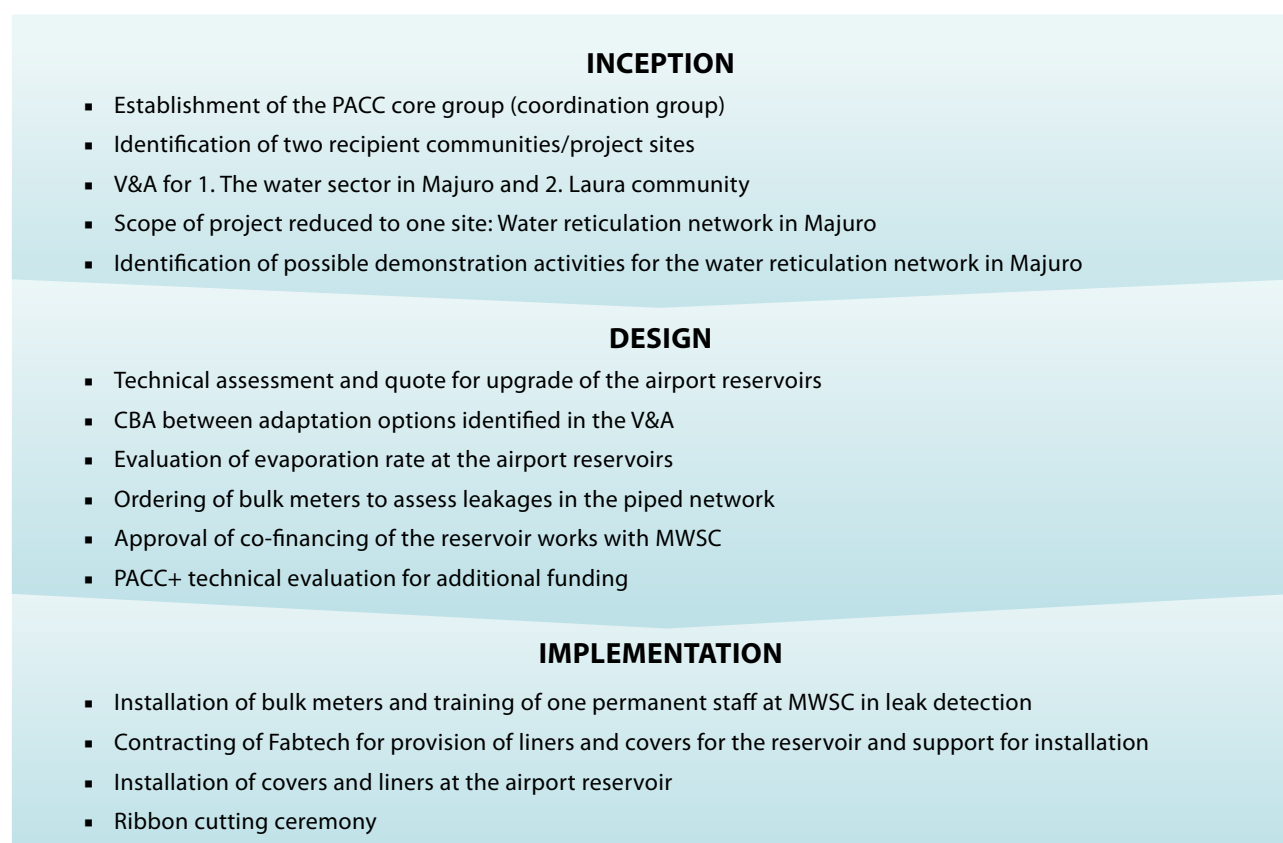 INCEPTION
▪ Establishment of the PACC core group (coordination group)
▪ Identification of two recipient communities/project sites
▪ V&A for 1. The water sector in Majuro and 2. Laura community
▪ Scope of project reduced to one site: Water reticulation network in Majuro
▪ Identification of possible demonstration activities for the water reticulation network in Majuro
DESIGN
▪ Technical assessment and quote for upgrade of the airport reservoirs
▪ CBA between adaptation options identified in the V&A
▪ Evaluation of evaporation rate at the airport reservoirs
▪ Ordering of bulk meters to assess leakages in the piped network
▪ Approval of co-financing of the reservoir works with MWSC
▪ PACC+ technical evaluation for additional funding
IMPLEMENTATION
▪ Installation of bulk meters and training of one permanent staff at MWSC in leak detection
▪ Contracting of Fabtech for provision of liners and covers for the reservoir and support for installation
▪ Installation of covers and liners at the airport reservoir
▪ Ribbon cutting ceremony